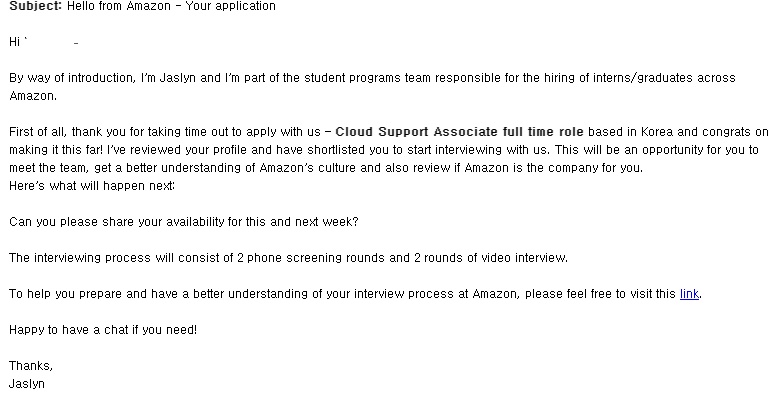 Subject: Hello from Amazon - Your application
Hi
By way of introduction, I'm Jaslyn and I'm part of the student programs team responsible for the hiring of interns/graduates across
Amazon.
First of all, thank you for taking time out to apply with us – Cloud Support Associate full time role based in Korea and congrats on
making it this far! I've reviewed your profile and have shortlisted you to start interviewing with us. This will be an opportunity for you to
meet the team, get a better understanding of Amazon's culture and also review if Amazon is the company for you.
Here's what will happen next:
Can you please share your availability for this and next week?
The interviewing process will consist of 2 phone screening rounds and 2 rounds of video interview.
To help you prepare and have a better understanding of your interview process at Amazon, please feel free to visit this link.
Happy to have a chat if you need!
Thanks,
Jaslyn